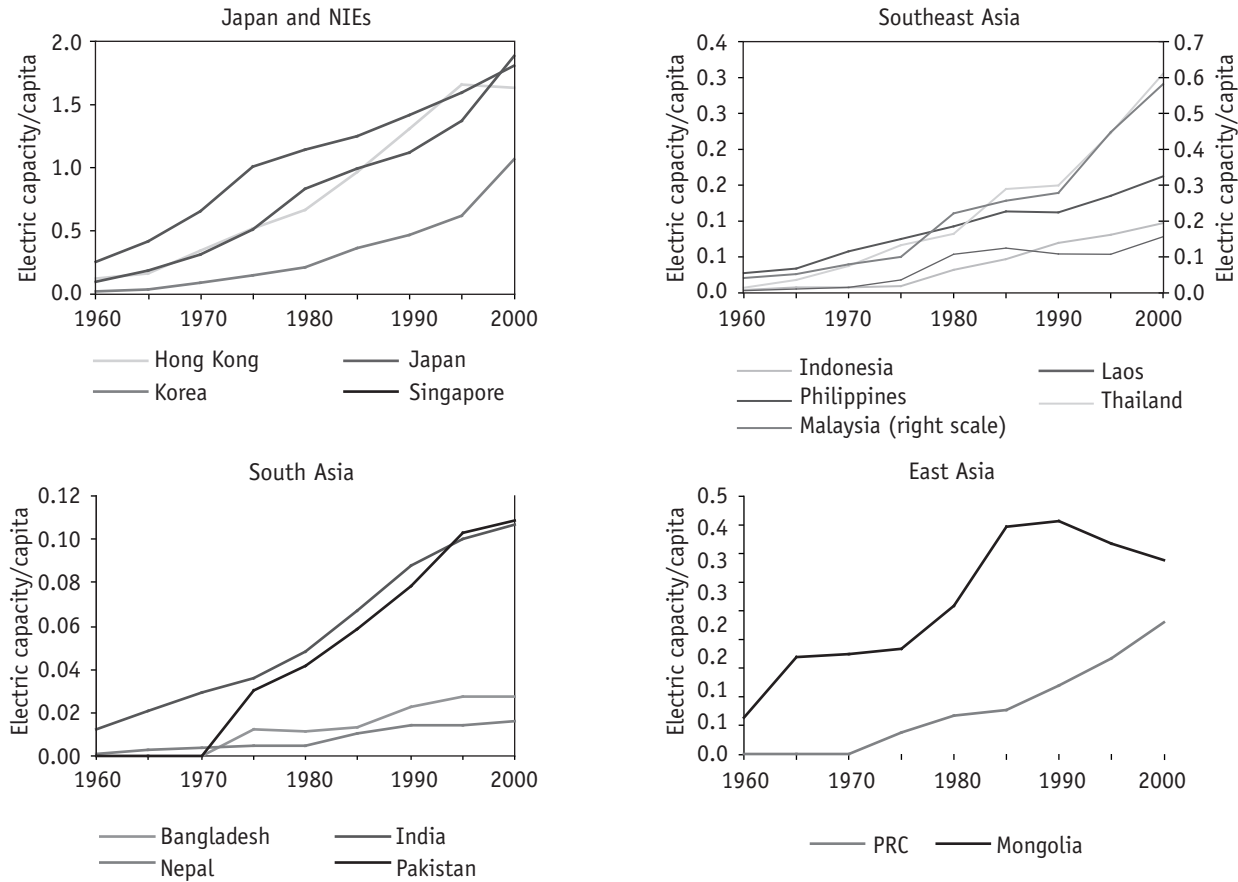 Japan and NIEs
Electric capacity/capita
2.0
1.5
1.0
0.5
0.0
1960 1970 1980 1990 2000
Hong Kong Japan
Korea Singapore
Southeast Asia
Electric capacity/capita
0.4
0.3
0.3
0.2
0.2
0.1
0.1
0.0
0.7
0.6
0.5
0.4
0.3
0.2
0.1
0.0
Electric capacity/capita
1960 1970 1980 1990 2000
Indonesia Laos
Philippines Thailand
Malaysia (right scale)
South Asia
Electric capacity/capita
0.12
0.10
0.08
0.06
0.04
0.02
0.00
1960 1970 1980 1990 2000
Bangladesh India
Nepal Pakistan
East Asia
Electric capacity/capita
0.5
0.4
0.3
0.3
0.2
0.2
0.1
0.1
0.0
1960 1970 1980 1990 2000
PRC Mongolia